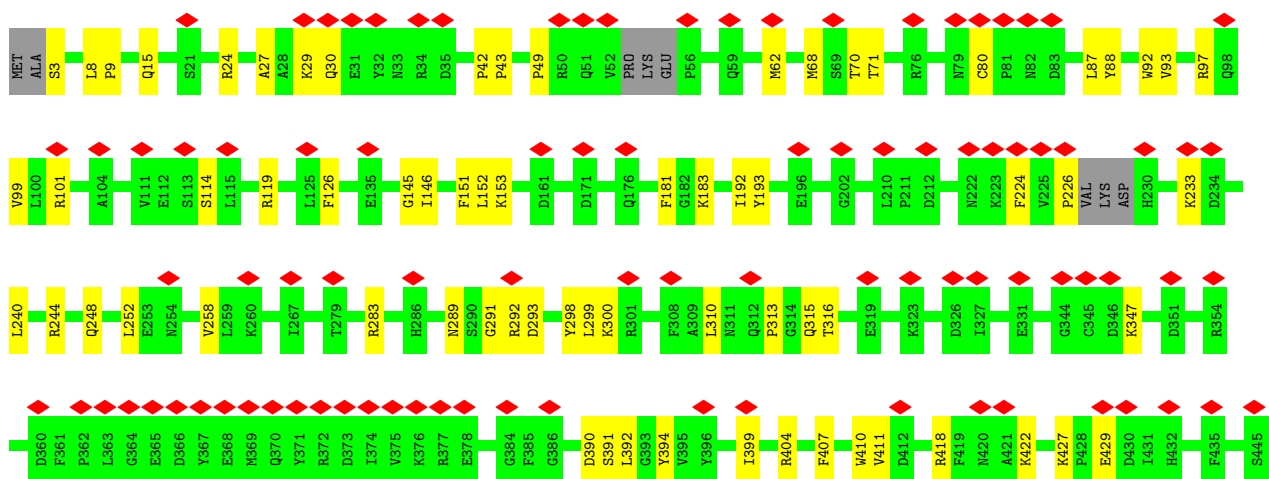 MET ALA S3 L8 P9 Q15 S21 R24 A27 A28 K29 Q30 E31 Y32 N33 R34 D35 P42 P43 P49 R50 Q51 V52 PRO LYS GLU P56 Q59 M62 M68 S69 T70 T71 R76 N79 C80 P81 N82 D83 L87 Y88 W92 V93 R97 Q98
V99 L100 R101 A104 V111 E112 S113 S114 L115 R119 L125 F126 E135 G145 I146 F151 L152 K153 D161 D171 Q176 F181 G182 K183 I192 Y193 E196 G202 L210 P211 D212 N222 K223 F224 V225 P226 VAL LYS ASP H230 K233 D234
L240 R244 Q248 L252 E253 N254 V258 L259 K260 I267 T279 R283 H286 N289 S290 G291 R292 D293 Y298 L299 K300 R301 F308 A309 L310 N311 Q312 P313 G314 Q315 T316 E319 K323 D326 I327 E331 G344 C345 D346 K347 D351 R354
D360 F361 P362 L363 G364 E365 D366 Y367 E368 M369 Q370 Y371 R372 D373 I374 V375 K376 R377 E378 G384 F385 G386 D390 S391 L392 G393 Y394 V395 Y396 I399 R404 F407 W410 V411 D412 R418 F419 N420 A421 K422 K427 P428 E429 D430 I431 H432 F435 S445